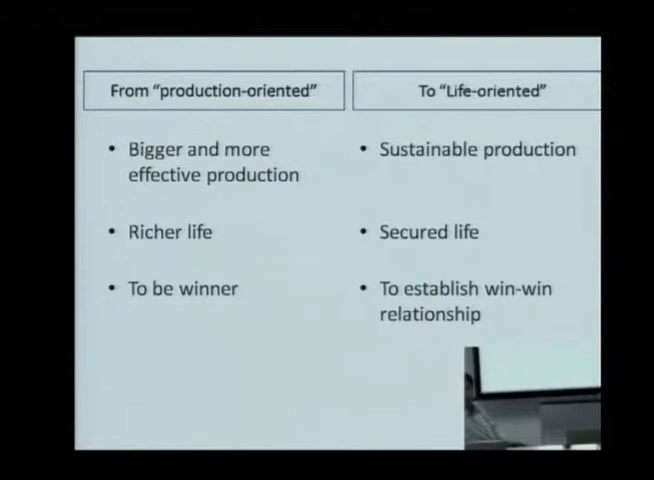 From "production-oriented"
To "Life-oriented"
• Bigger and more
effective production
• Richer life
• To be winner
• Sustainable production
• Secured life
• To establish win-win
relationship